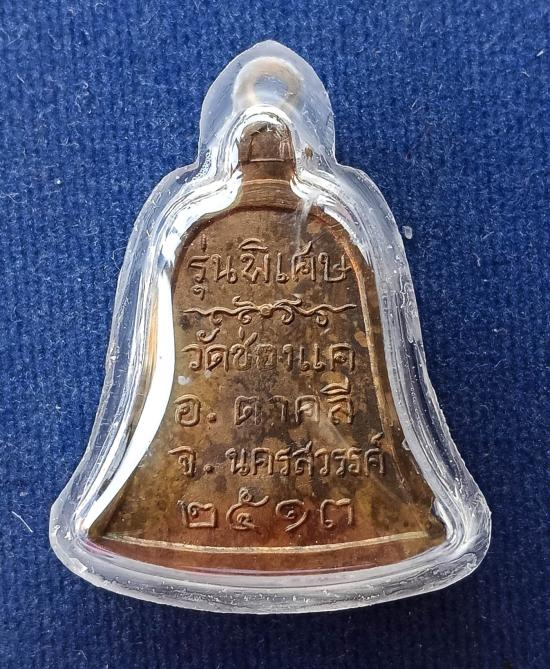 รุ่นพิเศษ
วัดช่องแค
อ. ตาคลี
จ. นครสวรรค์
๒๕๑๓